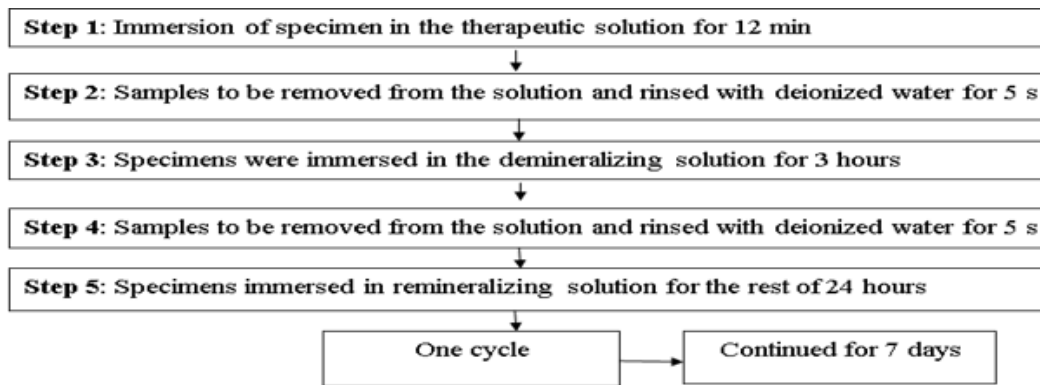 Step 1: Immersion of specimen in the therapeutic solution for 12 min
Step 2: Samples to be removed from the solution and rinsed with deionized water for 5 s
Step 3: Specimens were immersed in the demineralizing solution for 3 hours
Step 4: Samples to be removed from the solution and rinsed with deionized water for 5 s
Step 5: Specimens immersed in remineralizing solution for the rest of 24 hours
One cycle
Continued for 7 days